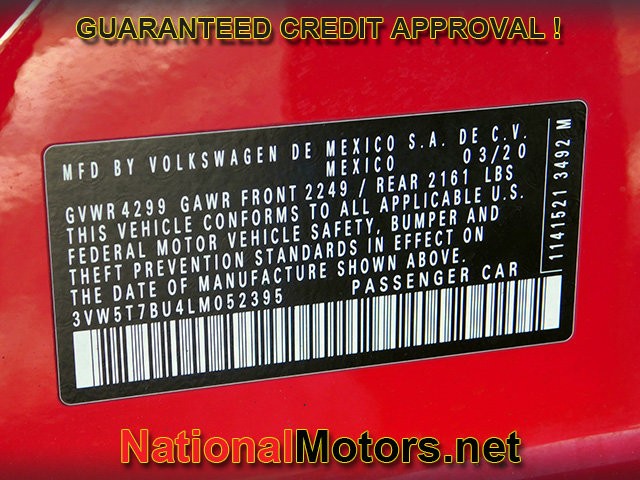 GUARANTEED CREDIT APPROVAL !
MFD BY VOLKSWAGEN DE MEXICO S.A. DE C.V.
MEXICO 03/20
GVWR 4299 GAWR FRONT 2249 / REAR 2161 LBS
THIS VEHICLE CONFORMS TO ALL APPLICABLE U.S.
FEDERAL MOTOR VEHICLE SAFETY, BUMPER AND
THEFT PREVENTION STANDARDS IN EFFECT ON
THE DATE OF MANUFACTURE SHOWN ABOVE.
3VW5T7BU4LM052395 PASSENGER CAR
1141521 3492 M
NationalMotors.net